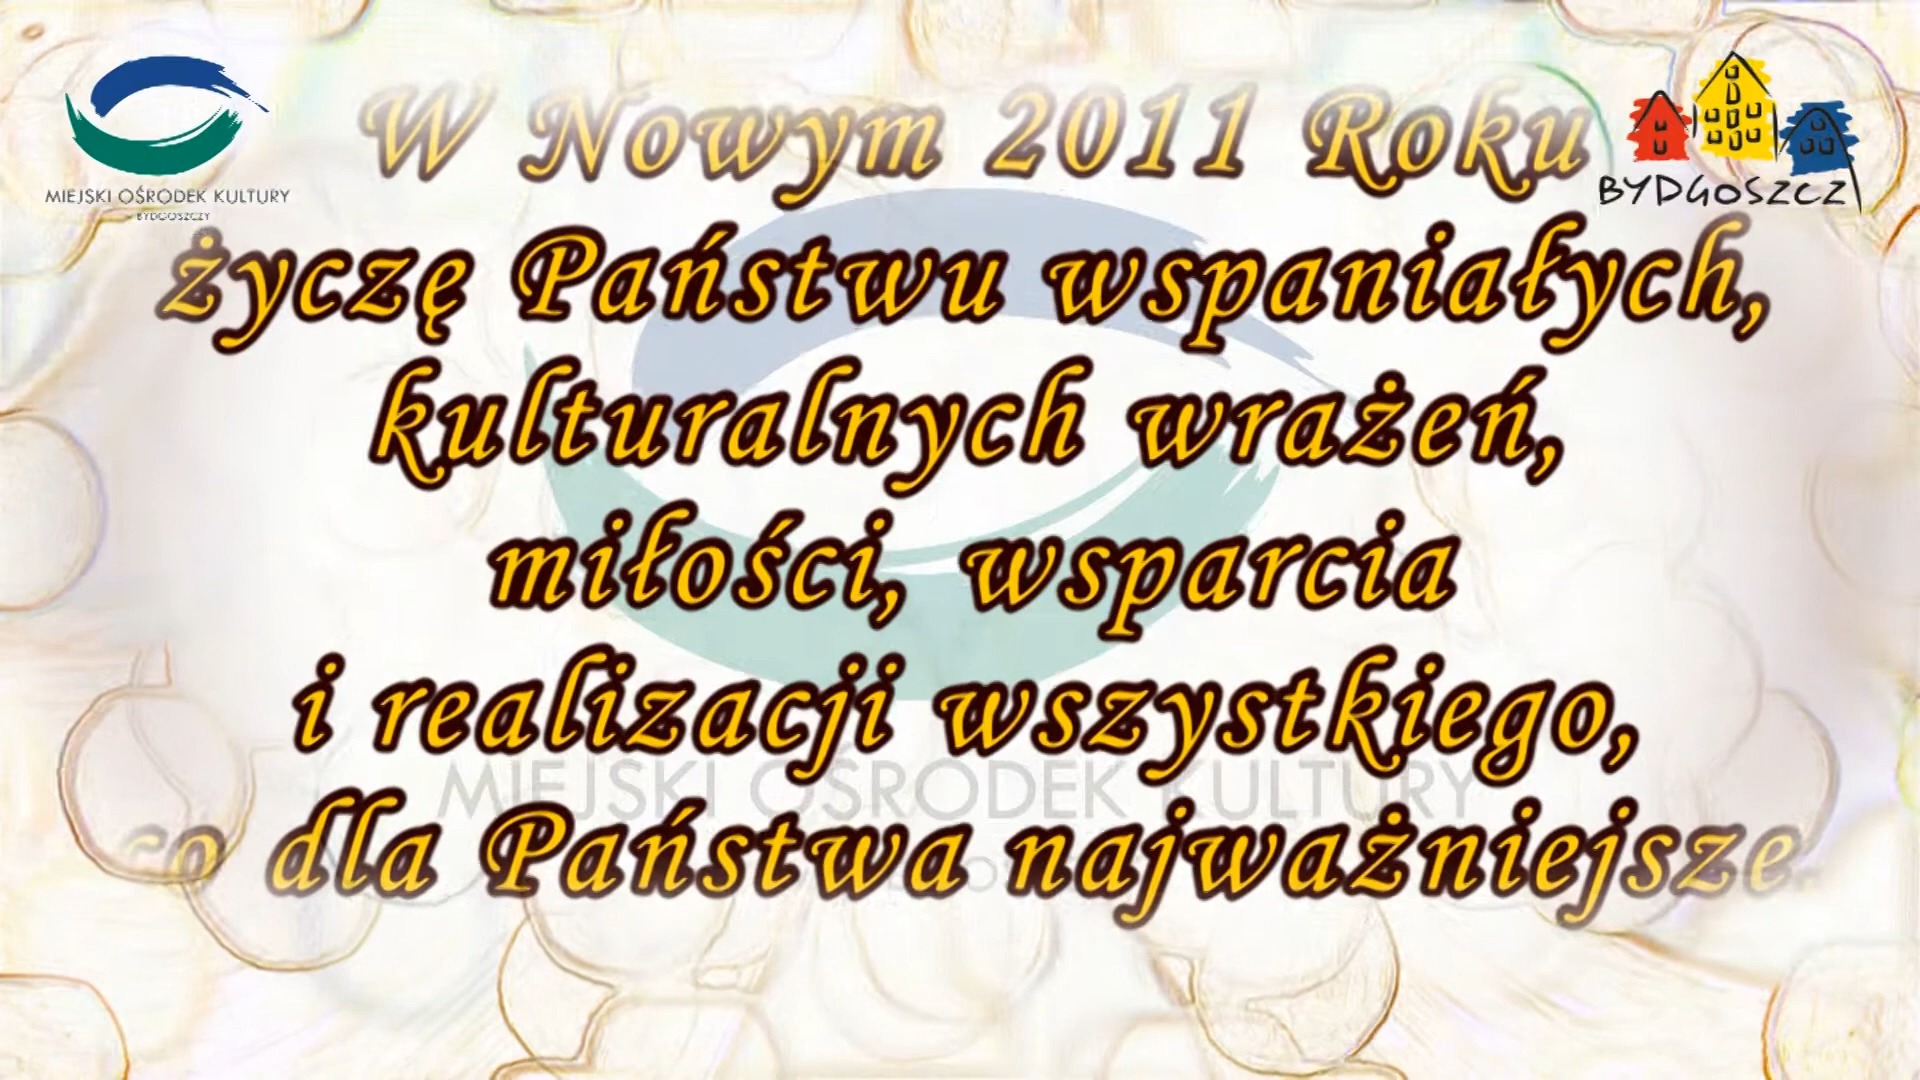 MIEJSKI OŚRODEK KULTURY
W BYDGOSZCZY
BYDGOSZCZ
W Nowym 2011 Roku
życzę Państwu wspaniałych,
kulturalnych wrażeń,
miłości, wsparcia
i realizacji wszystkiego,
MIEJSKI OŚRODEK KULTURY
co dla Państwa najważniejsze.